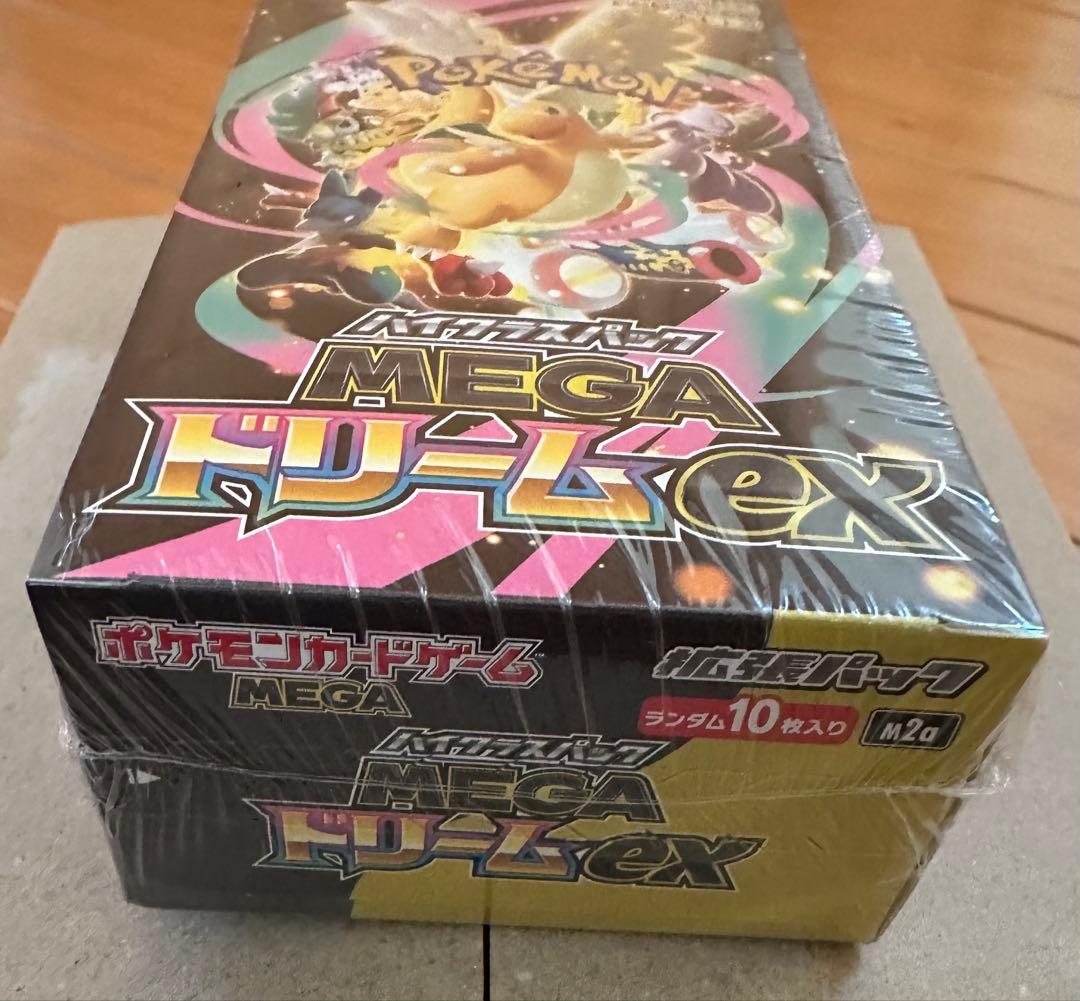 POKÉMON
ハイクラスパック
MEGA
ドリームex
ポケモンカードゲーム
MEGA
拡張パック
ランダム10枚入り
M2a
ハイクラスパック
MEGA
ドリームex